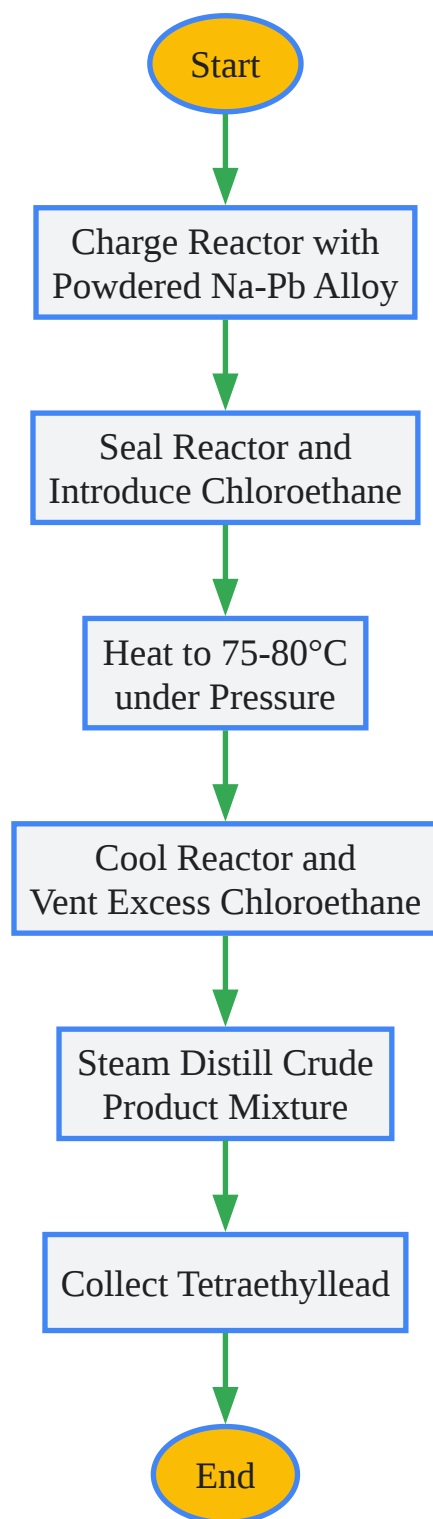 Start
Charge Reactor with
Powdered Na-Pb Alloy
Seal Reactor and
Introduce Chloroethane
Heat to 75-80°C
under Pressure
Cool Reactor and
Vent Excess Chloroethane
Steam Distill Crude
Product Mixture
Collect Tetraethyllead
End